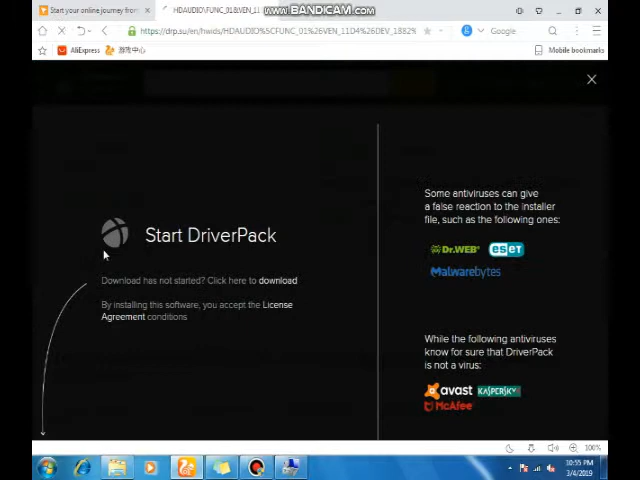 Start your online journey from
HDAUDIO\FUNC_01&VEN_11
www.BANDICAM.com
https://drp.su/en/hwids/HDAUDIO%5CFUNC_01%26VEN_11D4%26DEV_1882%
Google
AliExpress
游戏中心
Mobile bookmarks
Start DriverPack
Download has not started? Click here to download
By installing this software, you accept the License
Agreement conditions
Some antiviruses can give
a false reaction to the installer
file, such as the following ones:
Dr.WEB
eseT
Malwarebytes
While the following antiviruses
know for sure that DriverPack
is not a virus:
avast
KASPERSKY
McAfee
100%
10:55 PM
3/4/2019